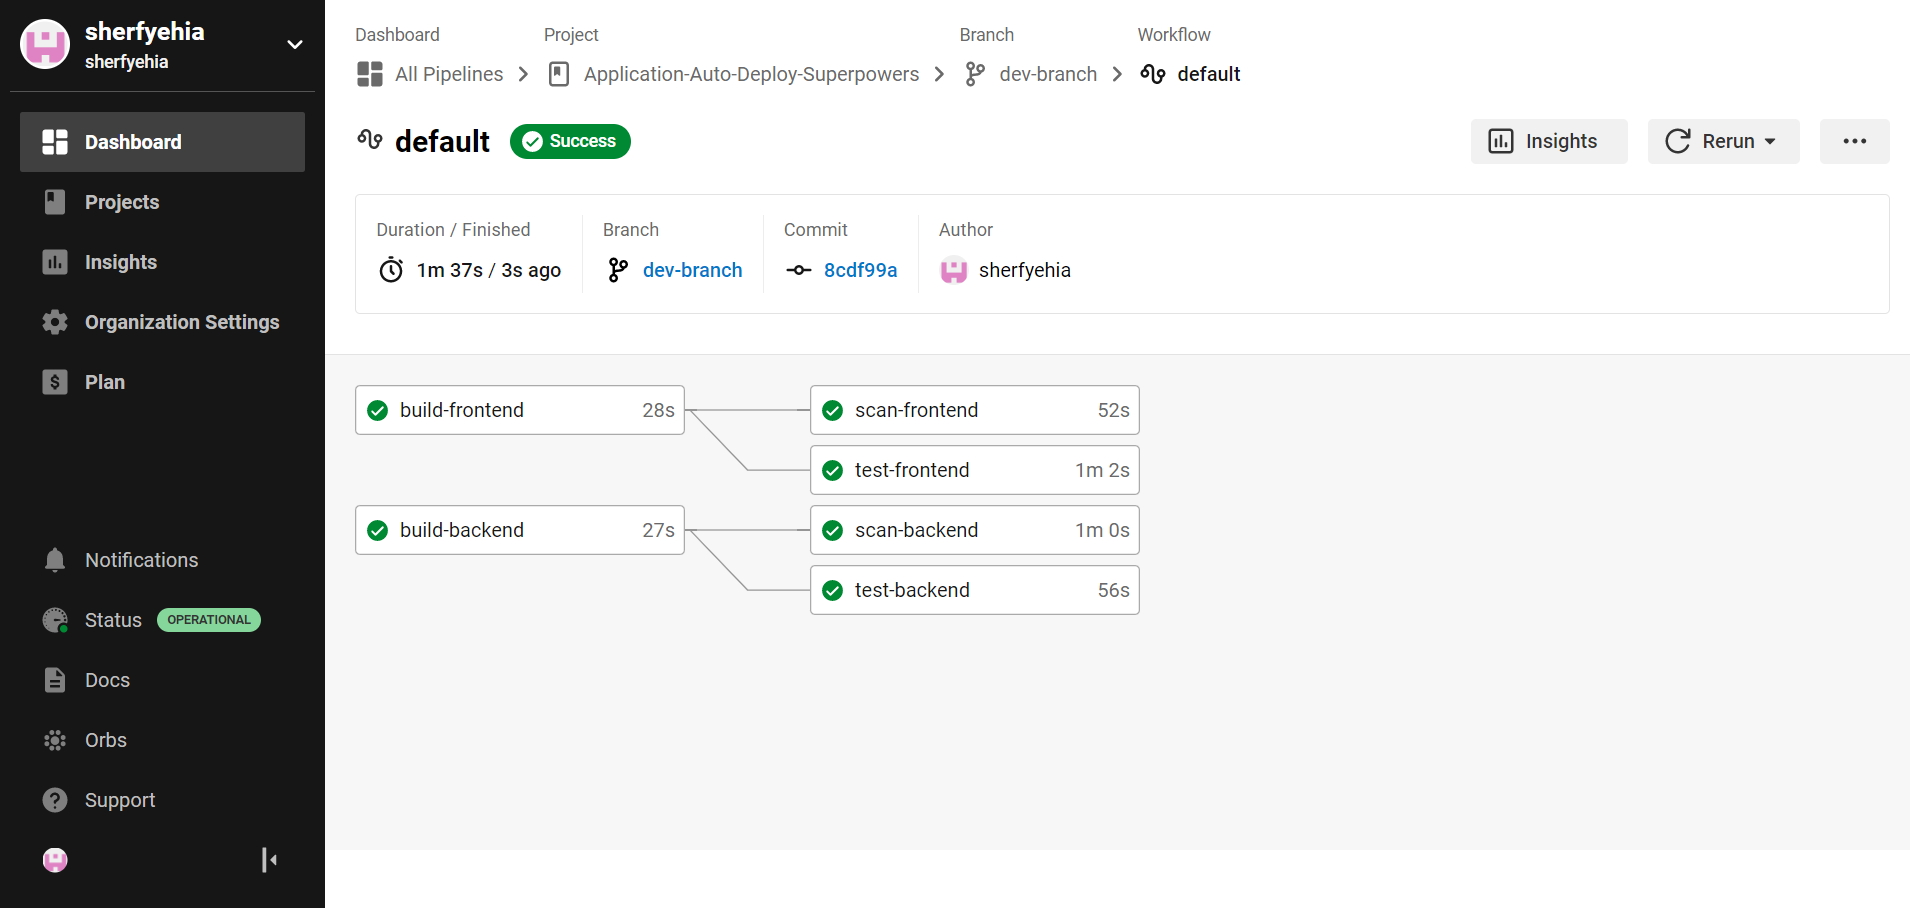 sherfyehia
sherfyehia
Dashboard
Projects
Insights
Organization Settings
Plan
Notifications
Status OPERATIONAL
Docs
Orbs
Support
Dashboard Project Branch Workflow
All Pipelines Application-Auto-Deploy-Superpowers dev-branch default
default Success Insights Rerun
Duration / Finished Branch Commit Author
1m 37s / 3s ago dev-branch 8cdf99a sherfyehia
build-frontend 28s scan-frontend 52s
test-frontend 1m 2s
build-backend 27s scan-backend 1m 0s
test-backend 56s